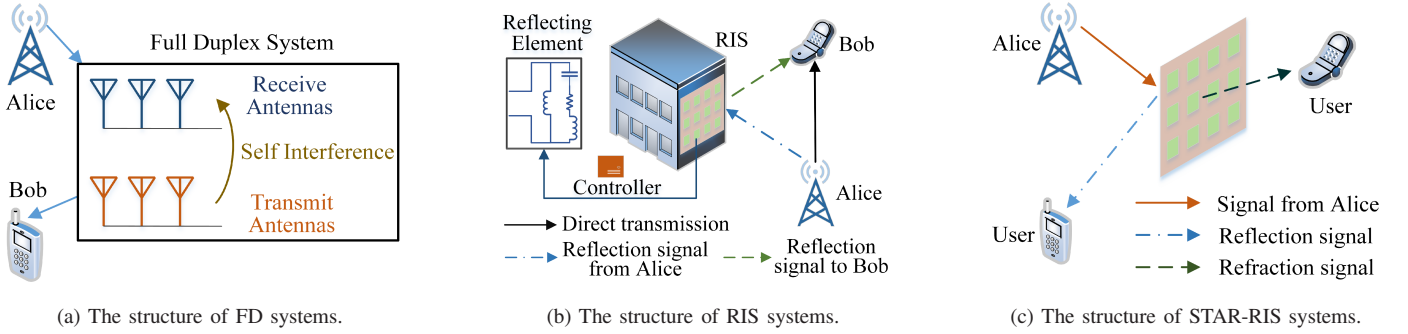 Alice
Full Duplex System
Receive
Antennas
Self Interference
Bob
Transmit
Antennas
(a) The structure of FD systems.
Reflecting
Element
RIS
Bob
Controller
Alice
Direct transmission
Reflection signal
from Alice
Reflection
signal to Bob
(b) The structure of RIS systems.
Alice
User
User
Signal from Alice
Reflection signal
Refraction signal
(c) The structure of STAR-RIS systems.